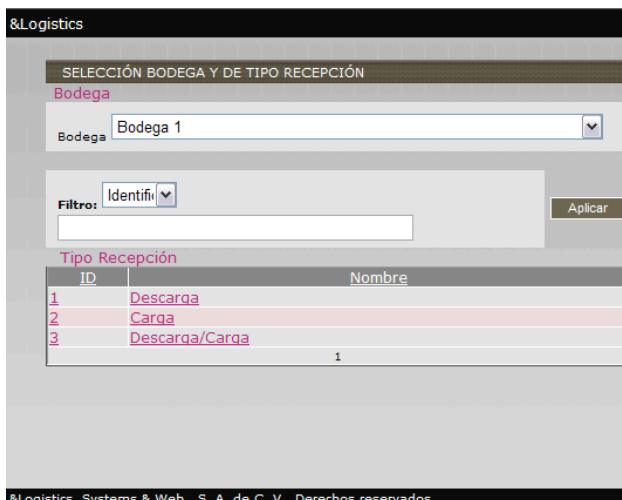 &Logistics
SELECCIÓN BODEGA Y DE TIPO RECEPCIÓN
Bodega
Bodega Bodega 1
Filtro: Identifi
Aplicar
Tipo Recepción
ID Nombre
1 Descarga
2 Carga
3 Descarga/Carga
1
&Logistics, Systems & Web, S. A. de C. V., Derechos reservados